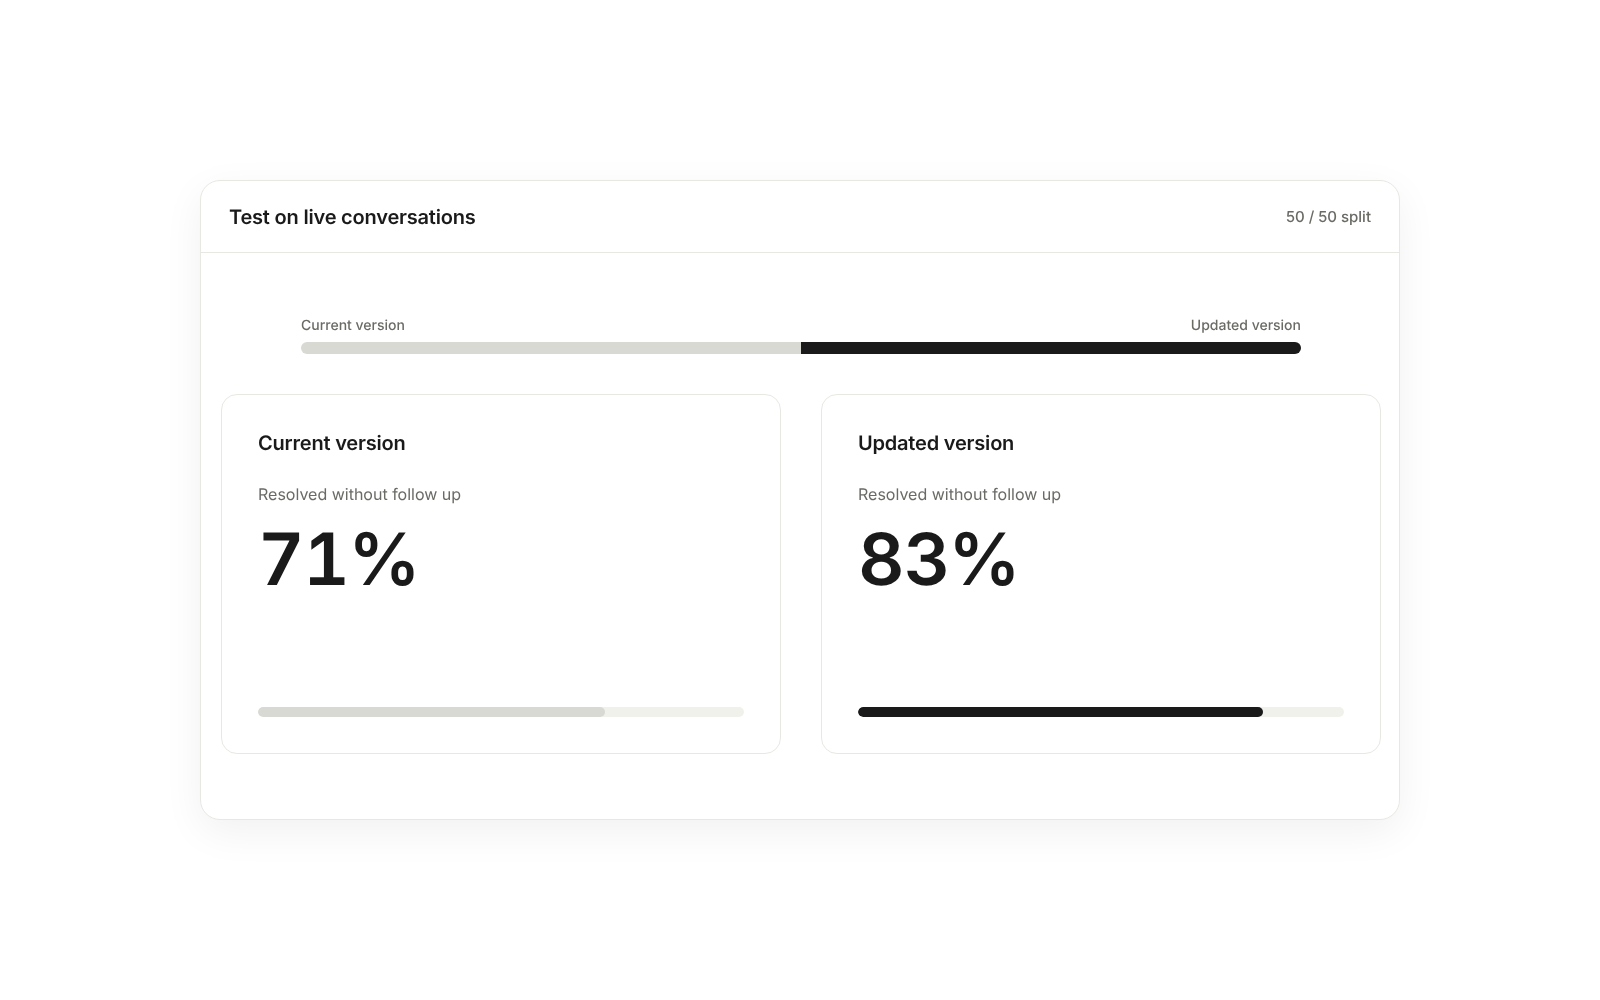 Test on live conversations
50 / 50 split
Current version
Updated version
Current version
Resolved without follow up
71%
Updated version
Resolved without follow up
83%